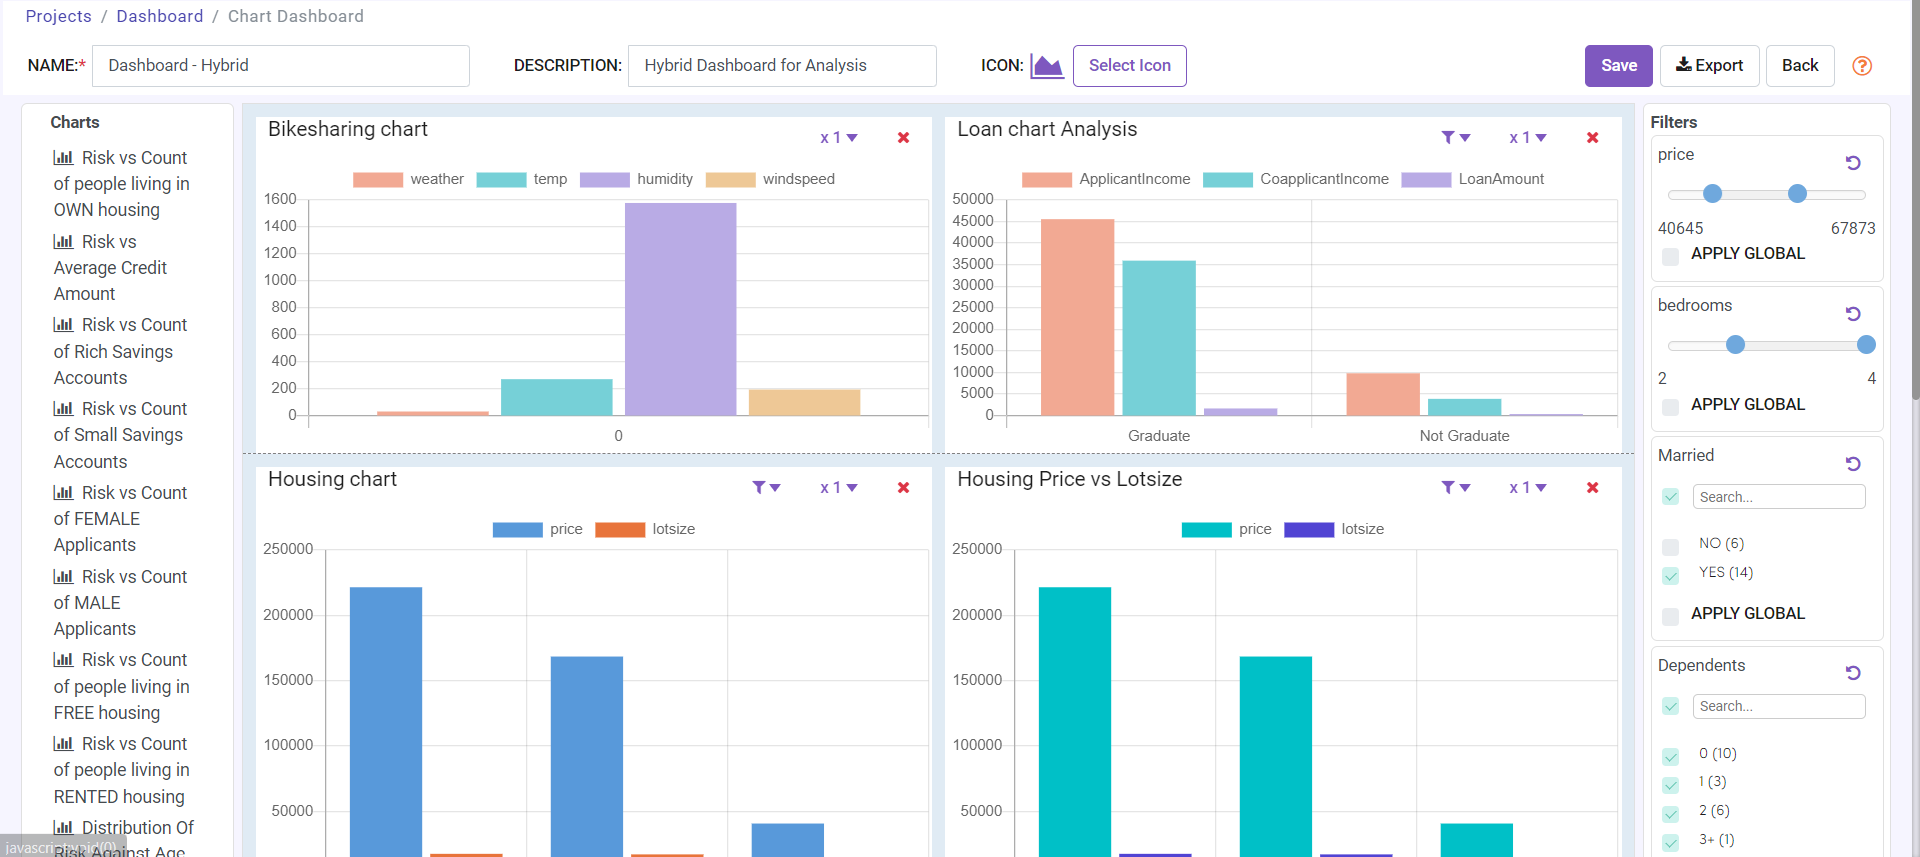 Projects / Dashboard / Chart Dashboard
NAME:* Dashboard - Hybrid DESCRIPTION: Hybrid Dashboard for Analysis ICON: Select Icon Save Export Back
Charts
Risk vs Count
of people living in
OWN housing
Risk vs
Average Credit
Amount
Risk vs Count
of Rich Savings
Accounts
Risk vs Count
of Small Savings
Accounts
Risk vs Count
of FEMALE
Applicants
Risk vs Count
of MALE
Applicants
Risk vs Count
of people living in
FREE housing
Risk vs Count
of people living in
RENTED housing
Distribution Of
Risk Against Age
javascript:void(0)
Bikesharing chart
x 1
weather temp humidity windspeed
1600
1400
1200
1000
800
600
400
200
0
0
Loan chart Analysis
x 1
ApplicantIncome CoapplicantIncome LoanAmount
50000
45000
40000
35000
30000
25000
20000
15000
10000
5000
0
Graduate Not Graduate
Housing chart
x 1
price lotsize
250000
200000
150000
100000
50000
Housing Price vs Lotsize
x 1
price lotsize
250000
200000
150000
100000
50000
Filters
price
40645 67873
APPLY GLOBAL
bedrooms
2 4
APPLY GLOBAL
Married
Search...
NO (6)
YES (14)
APPLY GLOBAL
Dependents
Search...
0 (10)
1 (3)
2 (6)
3+ (1)